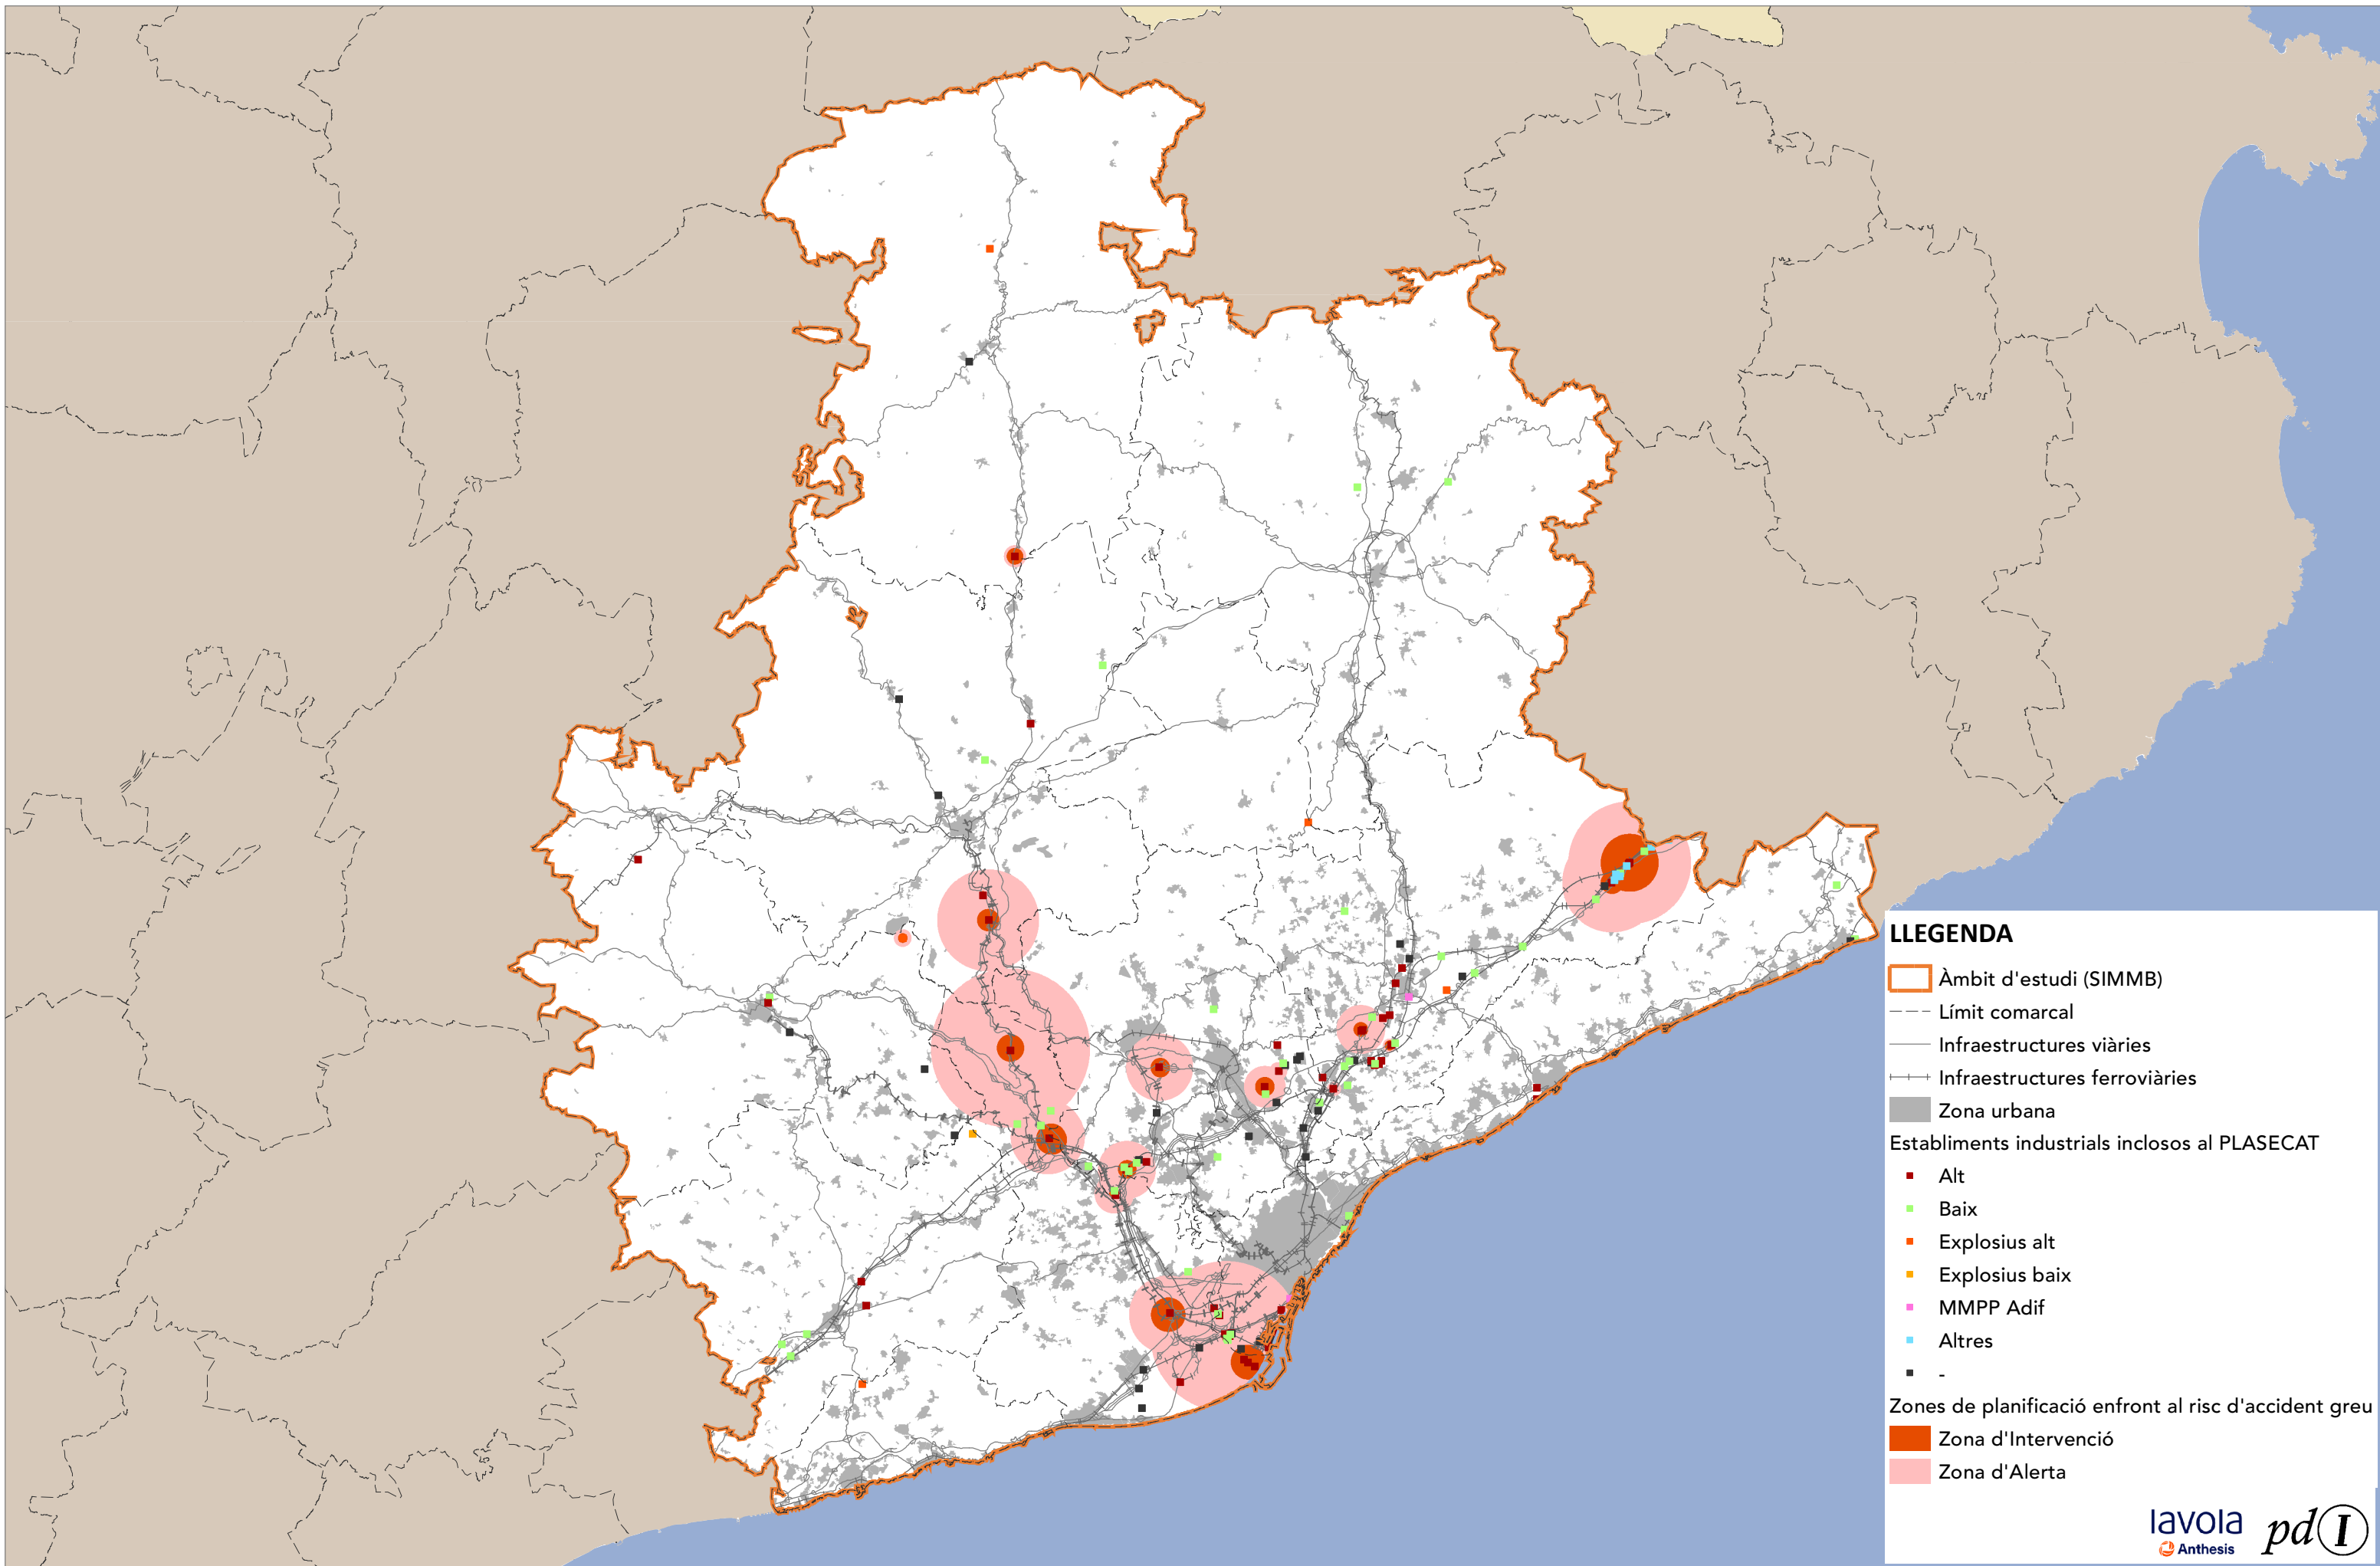 LLEGENDA
Àmbit d'estudi (SIMMB)
Límit comarcal
Infraestructures viàries
Infraestructures ferroviàries
Zona urbana
Establiments industrials inclosos al PLASECAT
Alt
Baix
Explosius alt
Explosius baix
MMPP Adif
Altres
-
Zones de planificació enfront al risc d'accident greu
Zona d'Intervenció
Zona d'Alerta
lavola
Anthesis
pdI